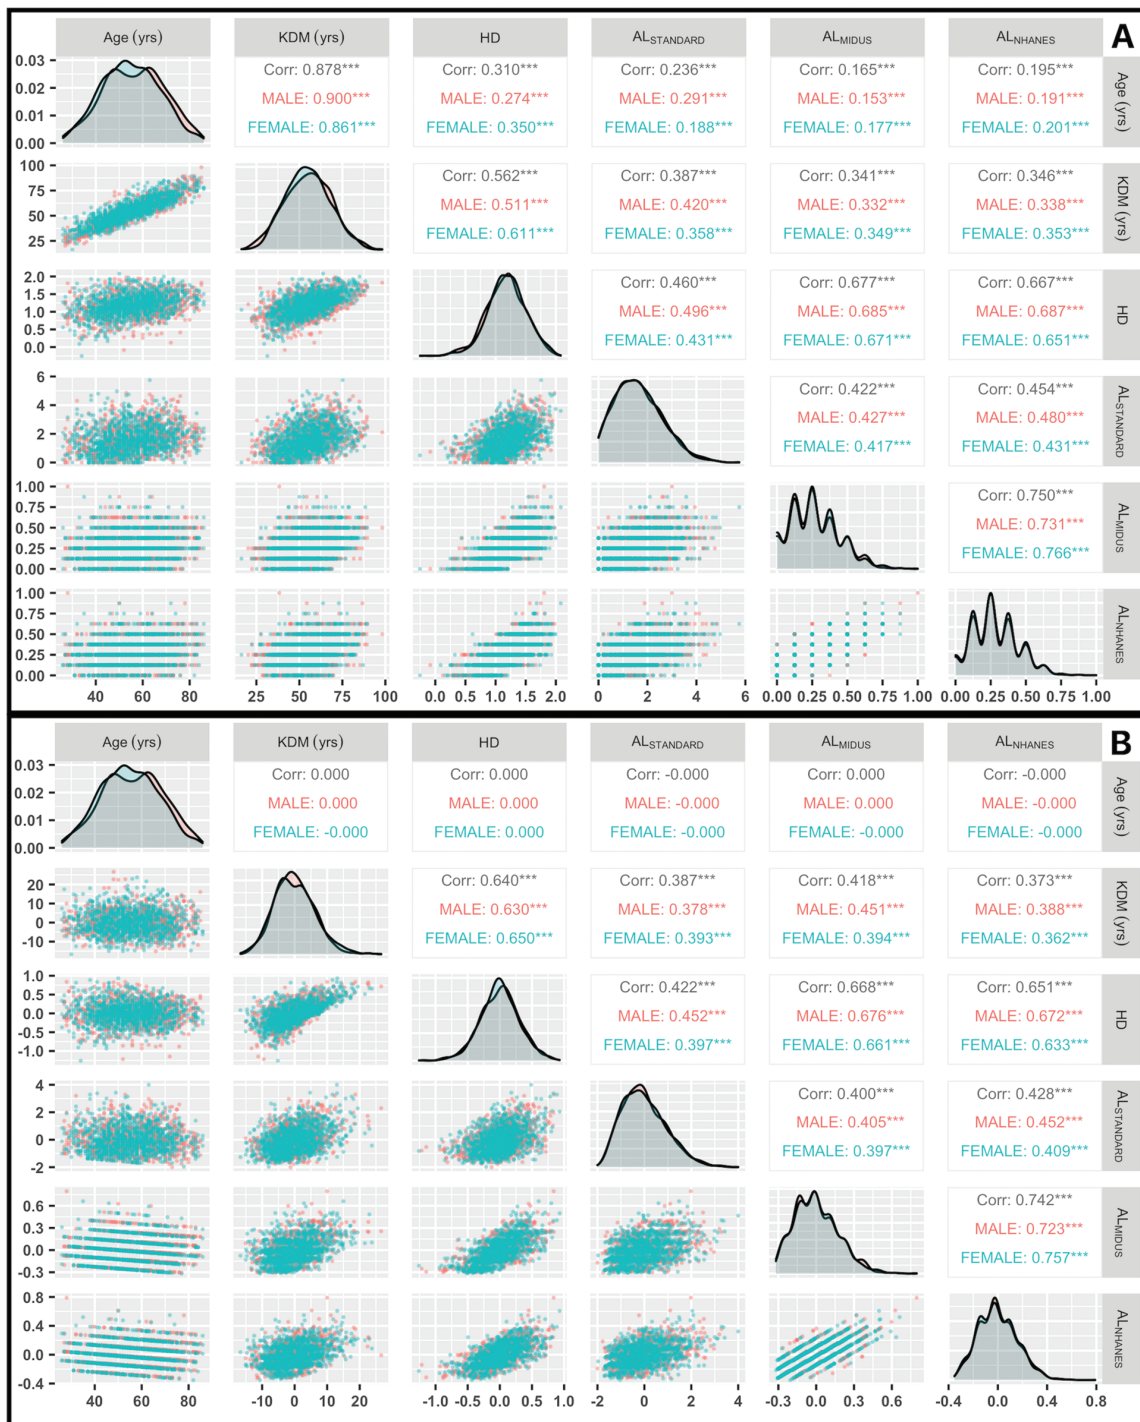 Age (yrs) KDM (yrs) HD AL_STANDARD AL_MIDUS AL_NHANES A
0.03 Corr: 0.878*** Corr: 0.310*** Corr: 0.236*** Corr: 0.165*** Corr: 0.195*** Age (yrs)
0.02 MALE: 0.900*** MALE: 0.274*** MALE: 0.291*** MALE: 0.153*** MALE: 0.191***
0.01 FEMALE: 0.861*** FEMALE: 0.350*** FEMALE: 0.188*** FEMALE: 0.177*** FEMALE: 0.201***
0.00
100 Corr: 0.562*** Corr: 0.387*** Corr: 0.341*** Corr: 0.346*** KDM (yrs)
75 MALE: 0.511*** MALE: 0.420*** MALE: 0.332*** MALE: 0.338***
50 FEMALE: 0.611*** FEMALE: 0.358*** FEMALE: 0.349*** FEMALE: 0.353***
25
2.0 Corr: 0.460*** Corr: 0.677*** Corr: 0.667*** HD
1.5 MALE: 0.496*** MALE: 0.685*** MALE: 0.687***
1.0
0.5 FEMALE: 0.431*** FEMALE: 0.671*** FEMALE: 0.651***
0.0
6 Corr: 0.422*** Corr: 0.454*** AL_STANDARD
4 MALE: 0.427*** MALE: 0.480***
2 FEMALE: 0.417*** FEMALE: 0.431***
0
1.00 Corr: 0.750*** AL_MIDUS
0.75 MALE: 0.731***
0.50
0.25 FEMALE: 0.766***
0.00
1.00 AL_NHANES
0.75
0.50
0.25
0.00
40 60 80 25 50 75 100 0.0 0.5 1.0 1.5 2.0 0 2 4 6 0.00 0.25 0.50 0.75 1.00 0.00 0.25 0.50 0.75 1.00
Age (yrs) KDM (yrs) HD AL_STANDARD AL_MIDUS AL_NHANES B
0.03 Corr: 0.000 Corr: 0.000 Corr: -0.000 Corr: 0.000 Corr: -0.000 Age (yrs)
0.02 MALE: 0.000 MALE: 0.000 MALE: -0.000 MALE: 0.000 MALE: -0.000
0.01 FEMALE: -0.000 FEMALE: 0.000 FEMALE: -0.000 FEMALE: -0.000 FEMALE: -0.000
0.00
20 Corr: 0.640*** Corr: 0.387*** Corr: 0.418*** Corr: 0.373*** KDM (yrs)
10 MALE: 0.630*** MALE: 0.378*** MALE: 0.451*** MALE: 0.388***
0 FEMALE: 0.650*** FEMALE: 0.393*** FEMALE: 0.394*** FEMALE: 0.362***
-10
1.0 Corr: 0.422*** Corr: 0.668*** Corr: 0.651*** HD
0.5 MALE: 0.452*** MALE: 0.676*** MALE: 0.672***
0.0
-0.5 FEMALE: 0.397*** FEMALE: 0.661*** FEMALE: 0.633***
-1.0
4 Corr: 0.400*** Corr: 0.428*** AL_STANDARD
2 MALE: 0.405*** MALE: 0.452***
0 FEMALE: 0.397*** FEMALE: 0.409***
-2
0.6 Corr: 0.742*** AL_MIDUS
0.3 MALE: 0.723***
0.0 FEMALE: 0.757***
-0.3
0.8 AL_NHANES
0.4
0.0
-0.4
40 60 80 -10 0 10 20 -1.0 -0.5 0.0 0.5 1.0 -2 0 2 4 -0.3 0.0 0.3 0.6 -0.4 0.0 0.4 0.8